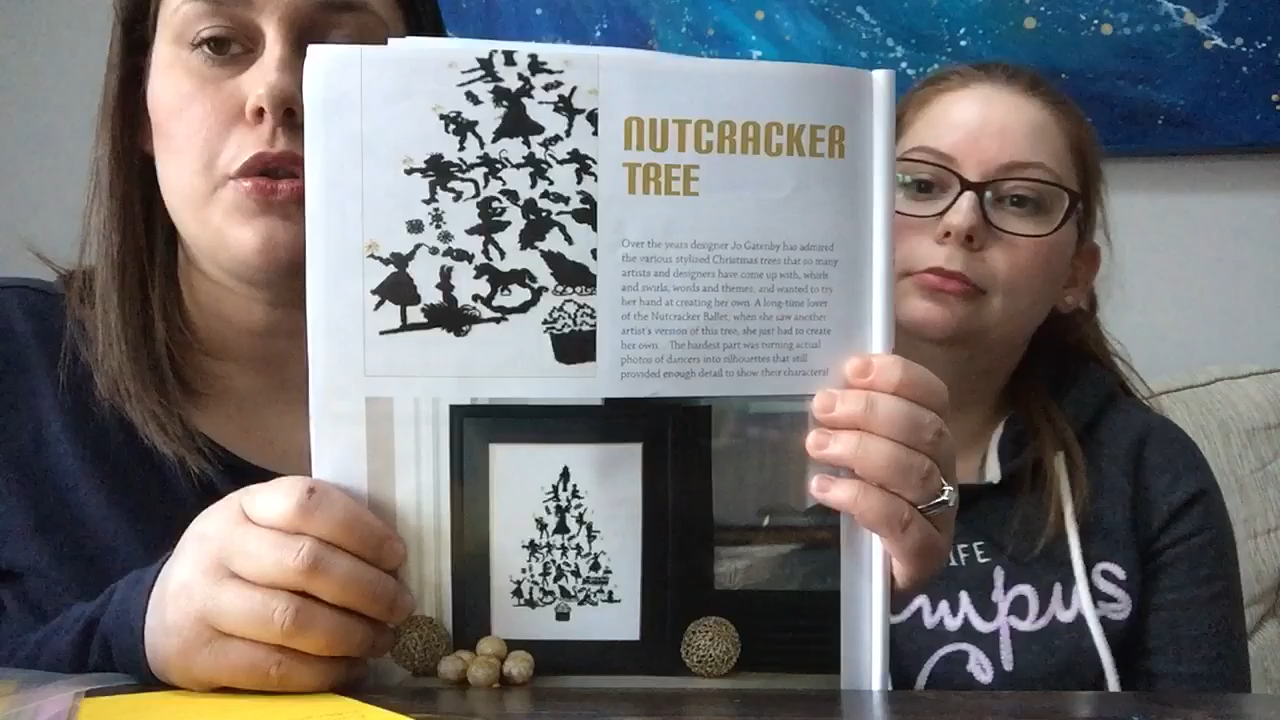 NUTCRACKER
TREE
Over the years designer Jo Gatenby has admired
the various stylized Christmas trees that so many
artists and designers have come up with, whirls
and swirls, words and themes, and wanted to try
her hand at creating her own. A long-time lover
of the Nutcracker Ballet, when she saw another
artist's version of this tree, she just had to create
her own... The hardest part was turning actual
photos of dancers into silhouettes that still
provided enough detail to show their characters!
IFE
mpus